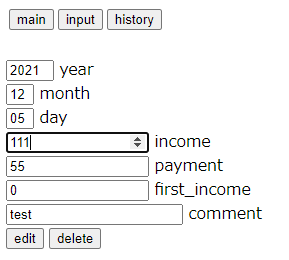 main input history
2021 year
12 month
05 day
111 income
55 payment
0 first_income
test comment
edit delete